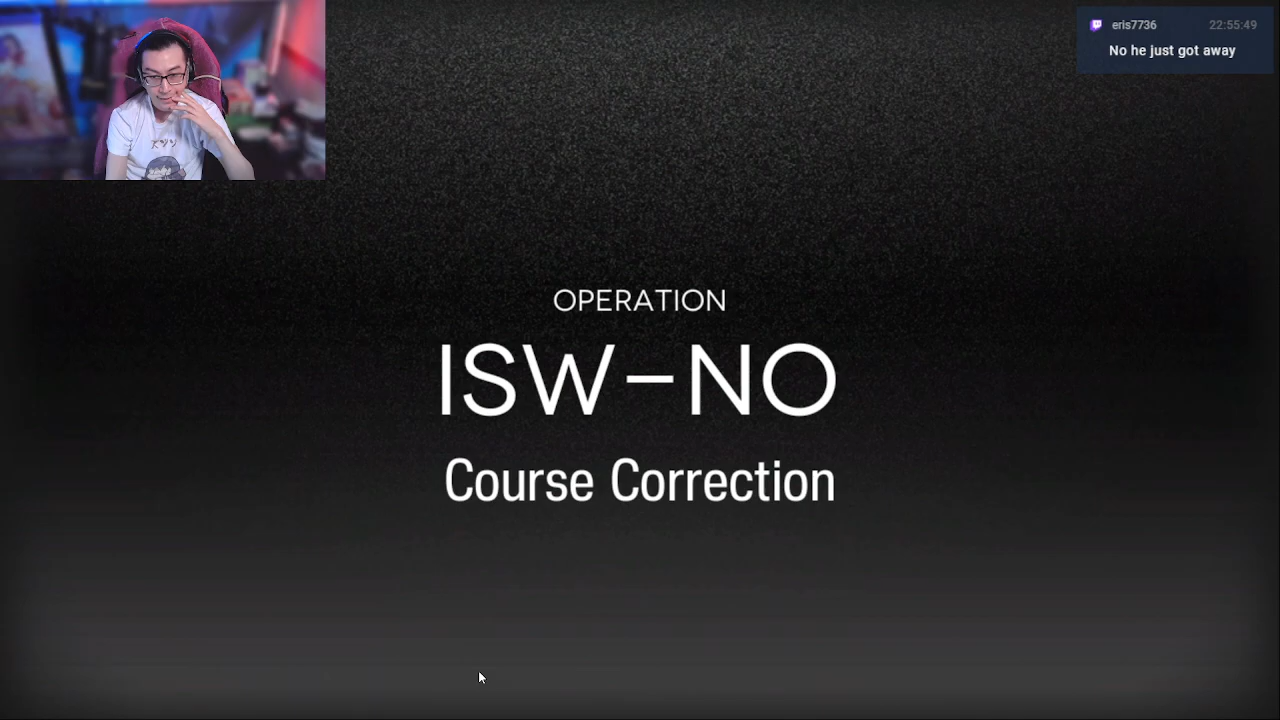 eris7736 22:55:49
No he just got away
OPERATION
ISW-NO
Course Correction